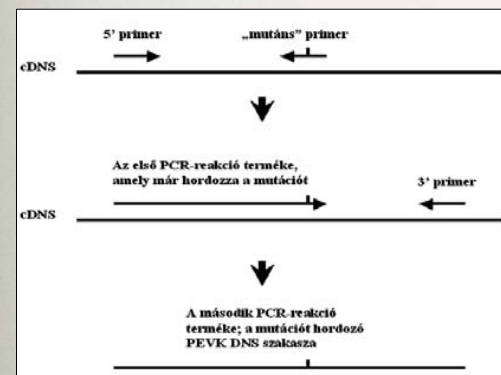 5' primer
„mutáns” primer
cDNS
Az első PCR-reakció terméke,
amely már hordozza a mutációt
3' primer
cDNS
A második PCR-reakció
terméke; a mutációt hordozó
PEVK DNS szakasza